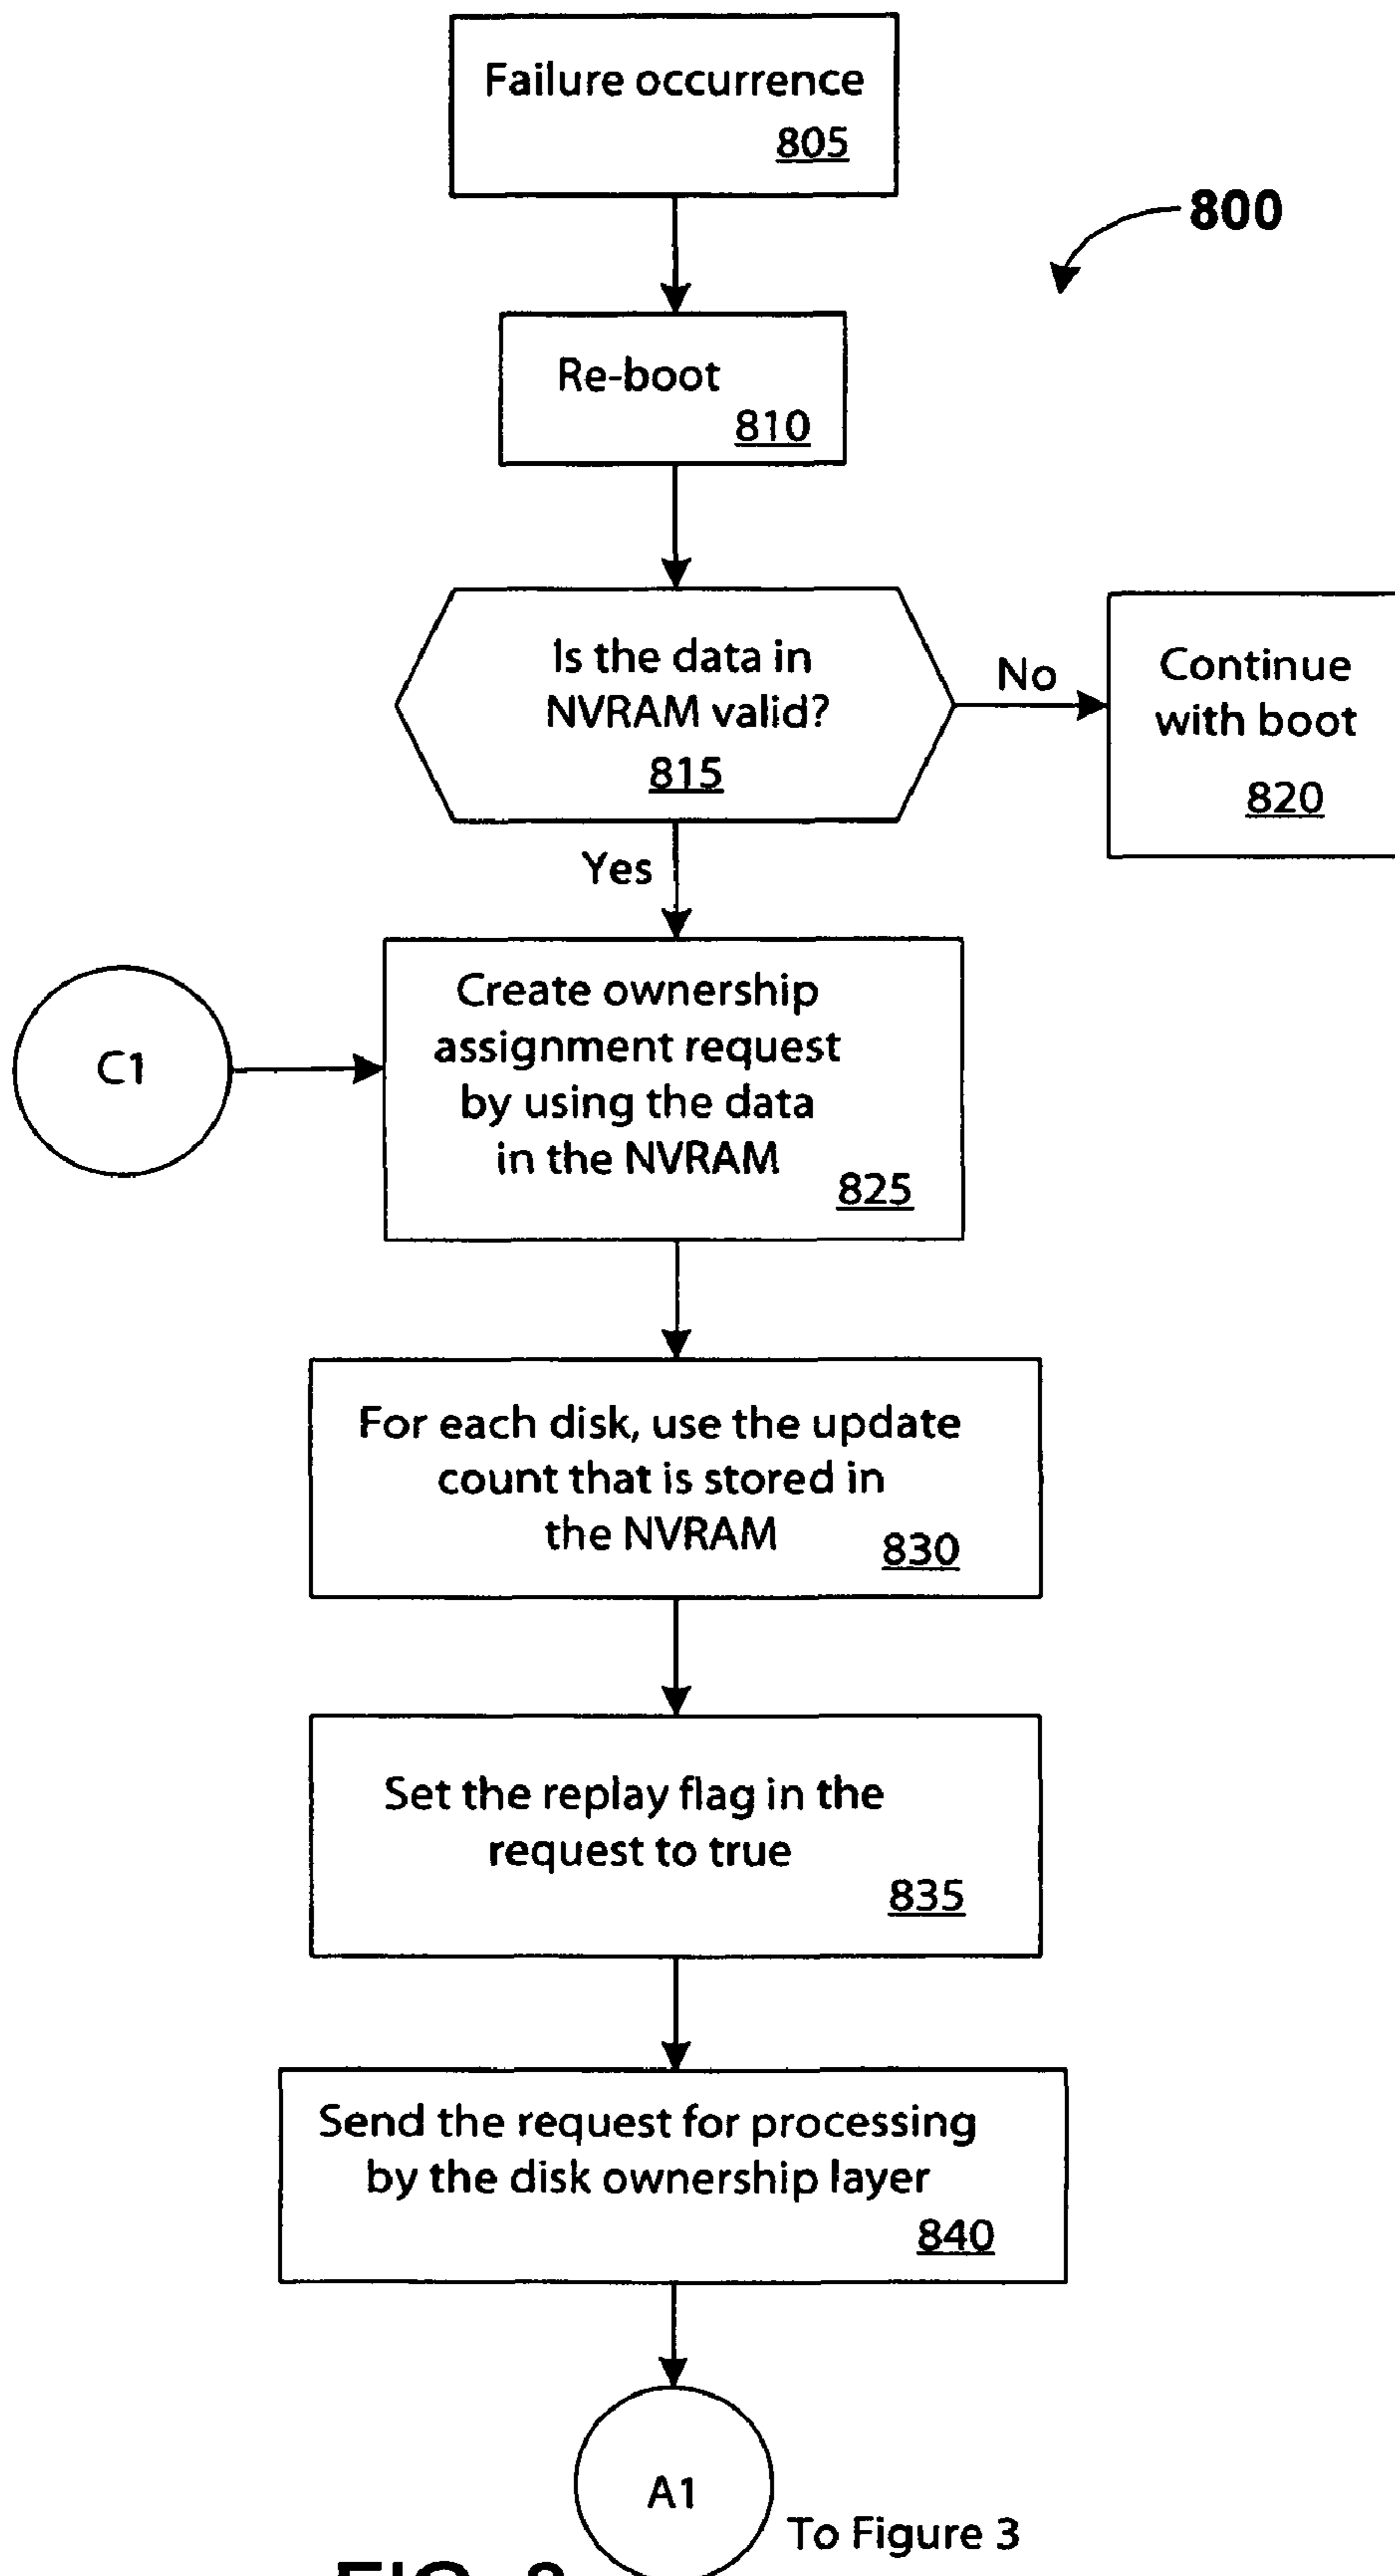 Failure occurrence
805
800
Re-boot
810
Is the data in
NVRAM valid?
815
No
Continue
with boot
820
Yes
C1
Create ownership
assignment request
by using the data
in the NVRAM
825
For each disk, use the update
count that is stored in
the NVRAM
830
Set the replay flag in the
request to true
835
Send the request for processing
by the disk ownership layer
840
A1
To Figure 3